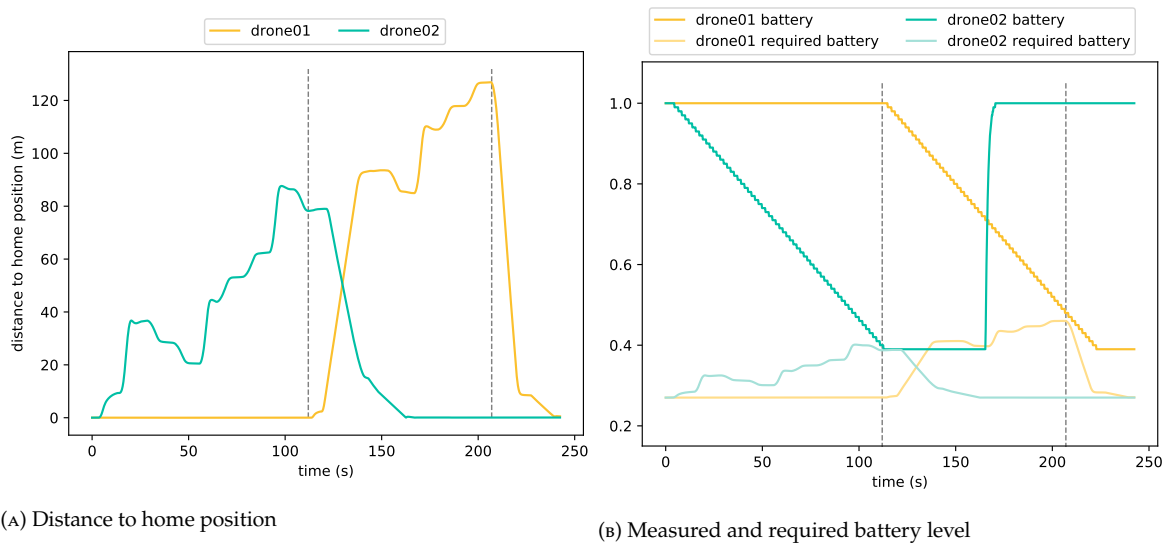 drone01 drone02
distance to home position (m)
120
100
80
60
40
20
0
0 50 100 150 200 250
time (s)
(A) Distance to home position
drone01 battery drone02 battery
drone01 required battery drone02 required battery
1.0
0.8
0.6
0.4
0.2
0 50 100 150 200 250
time (s)
(B) Measured and required battery level